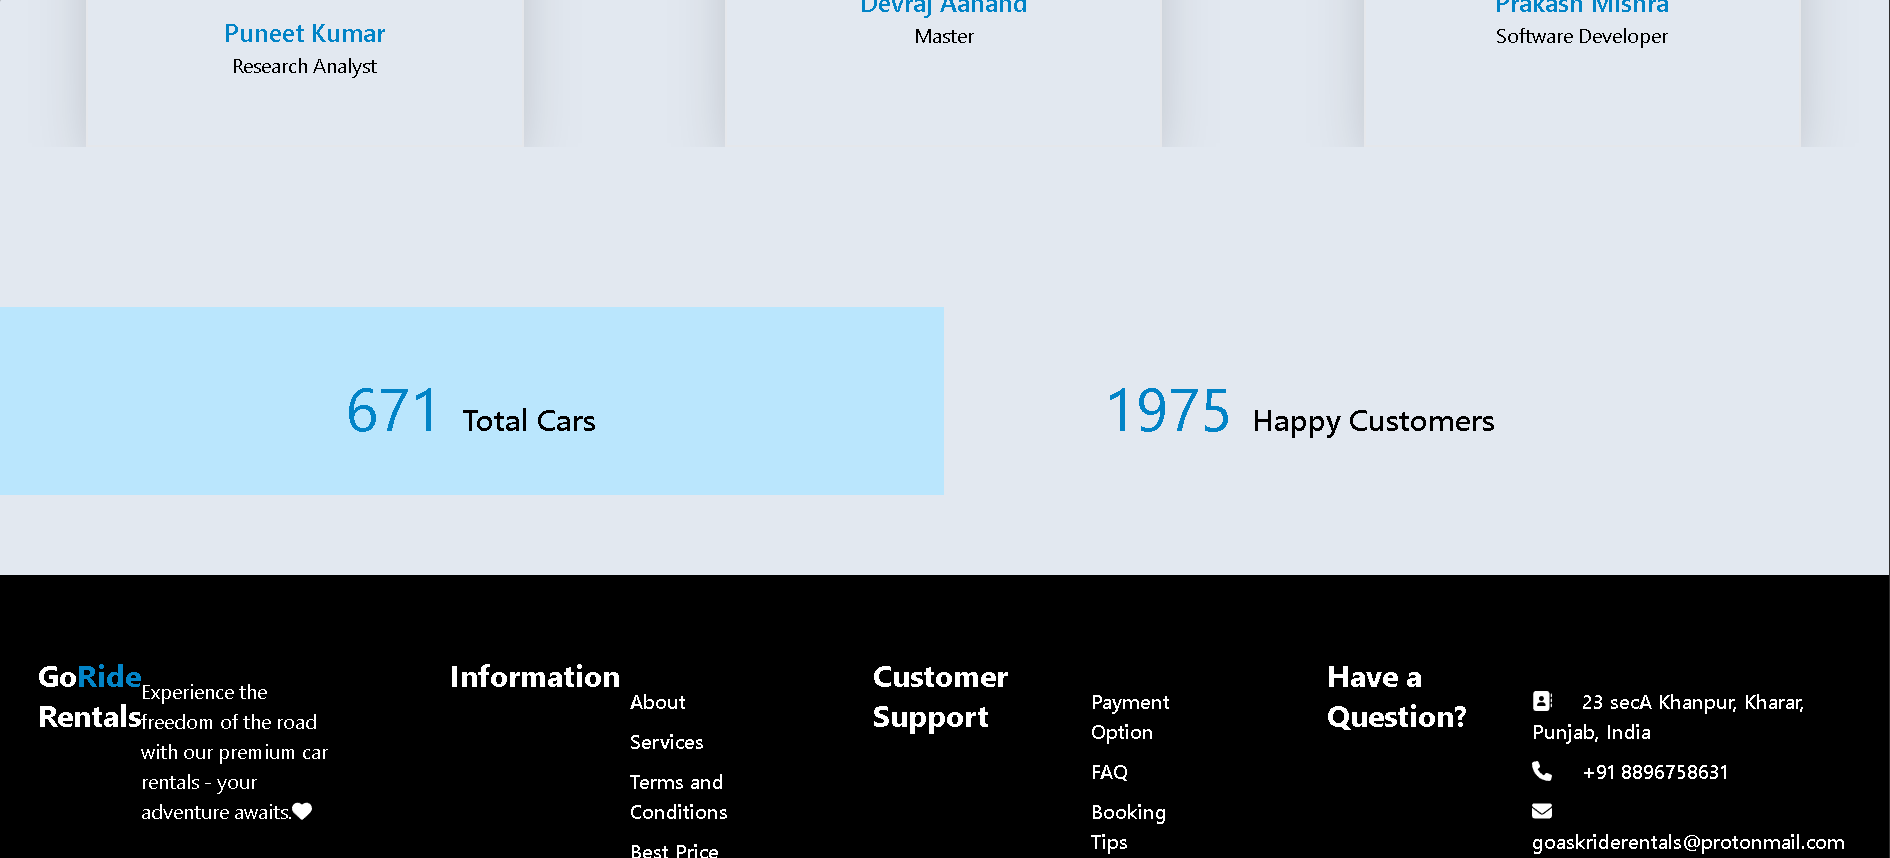 Puneet Kumar
Research Analyst
Devraj Aanand
Master
Prakash Mishra
Software Developer
671 Total Cars
1975 Happy Customers
GoRide
Rentals
Experience the
freedom of the road
with our premium car
rentals - your
adventure awaits.
Information
About
Services
Terms and
Conditions
Best Price
Customer
Support
Payment
Option
FAQ
Booking
Tips
Have a
Question?
23 secA Khanpur, Kharar,
Punjab, India
+91 8896758631
goaskriderentals@protonmail.com